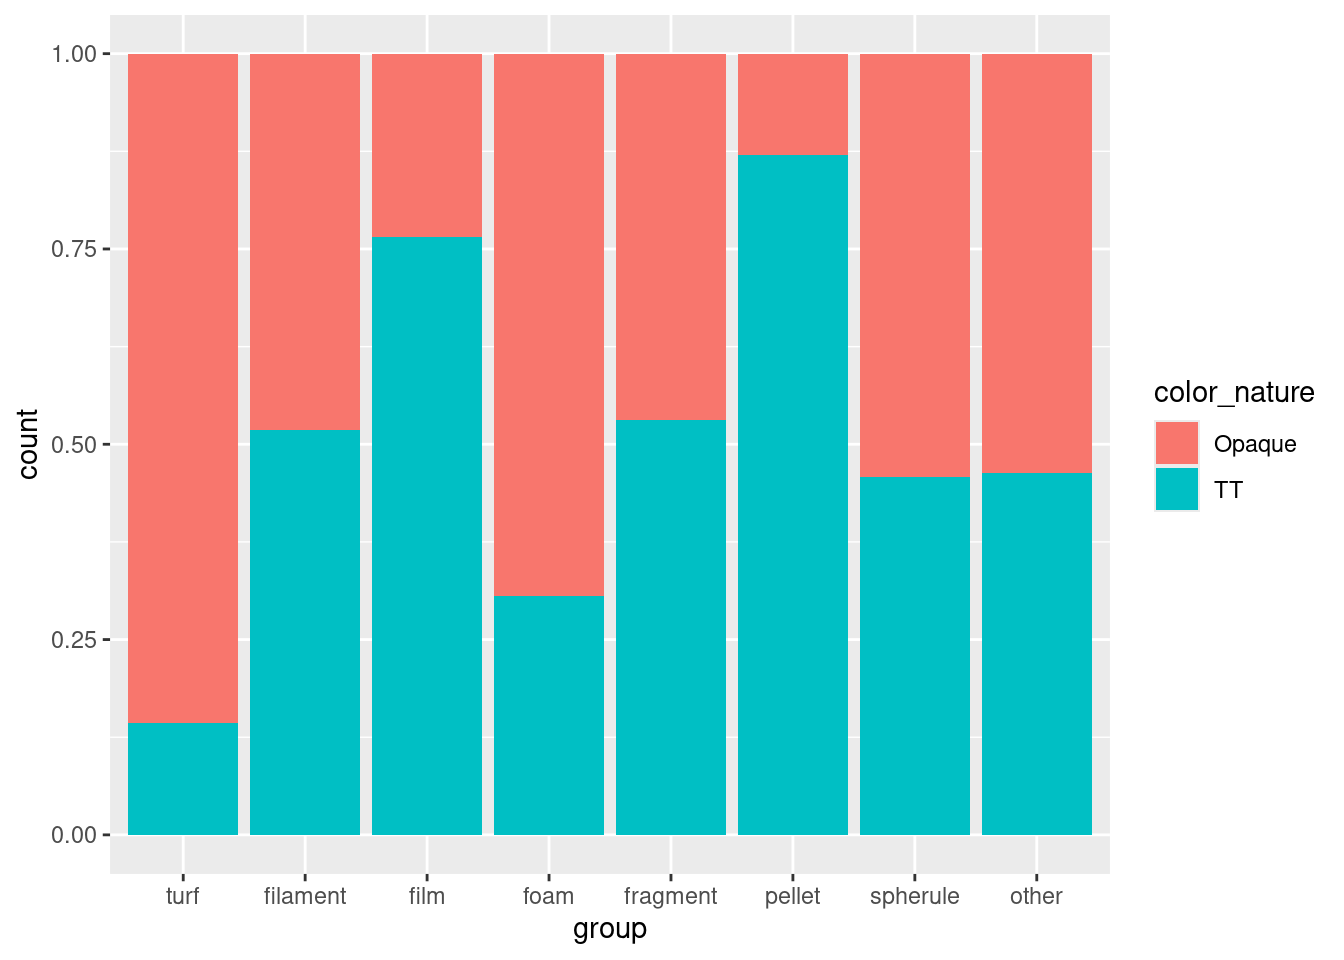 1.00
0.75
0.50
0.25
0.00
count
turf filament film foam fragment pellet spherule other
group
color_nature
Opaque
TT